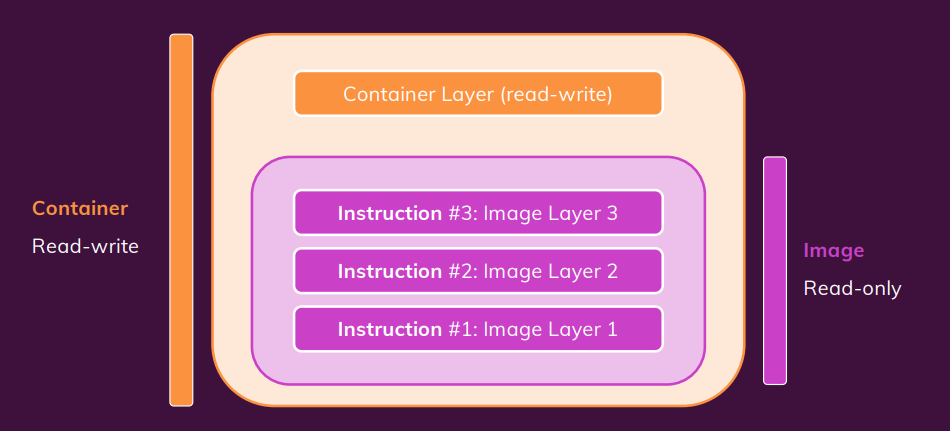 Container Layer (read-write)
Container
Read-write
Instruction #3: Image Layer 3
Instruction #2: Image Layer 2
Instruction #1: Image Layer 1
Image
Read-only